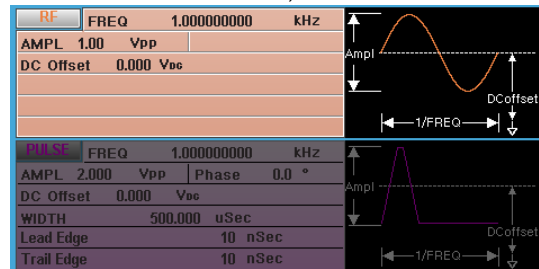 RF FREQ 1.000000000 kHz
AMPL 1.00 Vpp
DC Offset 0.000 VDC
Ampl
DCoffset
1/FREQ
PULSE FREQ 1.000000000 kHz
AMPL 2.000 Vpp Phase 0.0 °
DC Offset 0.000 VDC
WIDTH 500.000 uSec
Lead Edge 10 nSec
Trail Edge 10 nSec
Ampl
DCoffset
1/FREQ